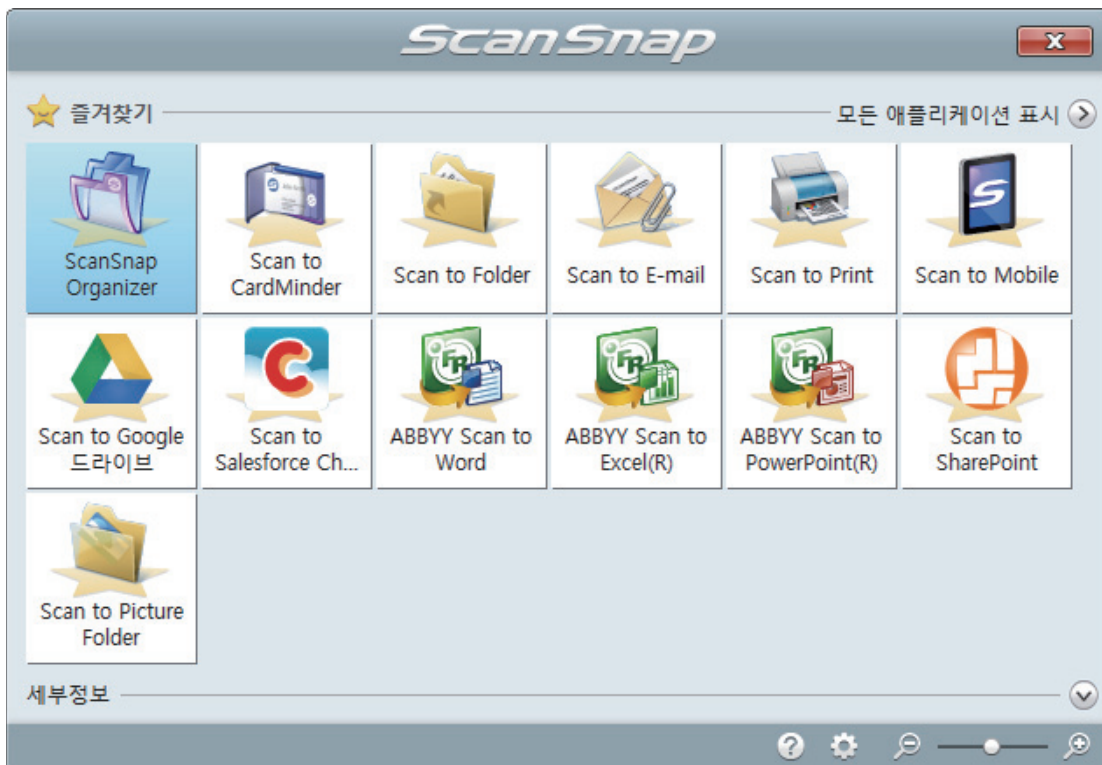 ScanSnap
즐겨찾기
모든 애플리케이션 표시
ScanSnap
Organizer
Scan to
CardMinder
Scan to Folder
Scan to E-mail
Scan to Print
Scan to Mobile
Scan to Google
드라이브
Scan to
Salesforce Ch...
ABBYY Scan to
Word
ABBYY Scan to
Excel(R)
ABBYY Scan to
PowerPoint(R)
Scan to
SharePoint
Scan to Picture
Folder
세부정보